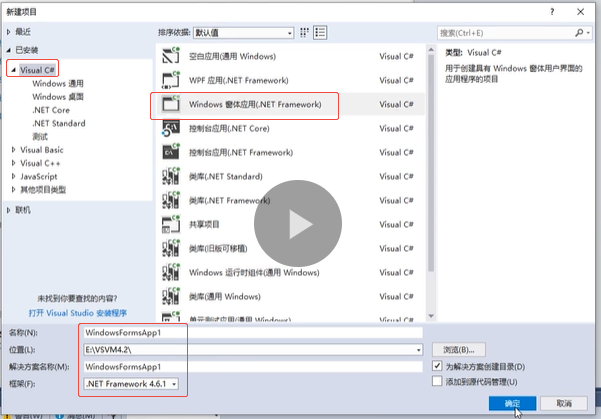 新建项目
? ×
最近
已安装
Visual C#
Windows 通用
Windows 桌面
.NET Core
.NET Standard
测试
Visual Basic
Visual C++
JavaScript
其他项目类型
联机
未找到你要查找的内容?
打开 Visual Studio 安装程序
排序依据: 默认值
空白应用(通用 Windows) Visual C#
WPF 应用(.NET Framework) Visual C#
Windows 窗体应用(.NET Framework) Visual C#
控制台应用(.NET Core) Visual C#
控制台应用(.NET Framework) Visual C#
类库(.NET Standard) Visual C#
类库(.NET Framework) Visual C#
共享项目 Visual C#
类库(旧版可移植) Visual C#
Windows 运行时组件(通用 Windows) Visual C#
类库(通用 Windows) Visual C#
单元测试应用(通用 Windows) Visual C#
搜索(Ctrl+E)
类型: Visual C#
用于创建具有 Windows 窗体用户界面的
应用程序的项目
名称(N): WindowsFormsApp1
位置(L): E:\VSVM4.2\ 浏览(B)...
解决方案名称(M): WindowsFormsApp1
为解决方案创建目录(D)
框架(F): .NET Framework 4.6.1
添加到源代码管理(U)
确定 取消